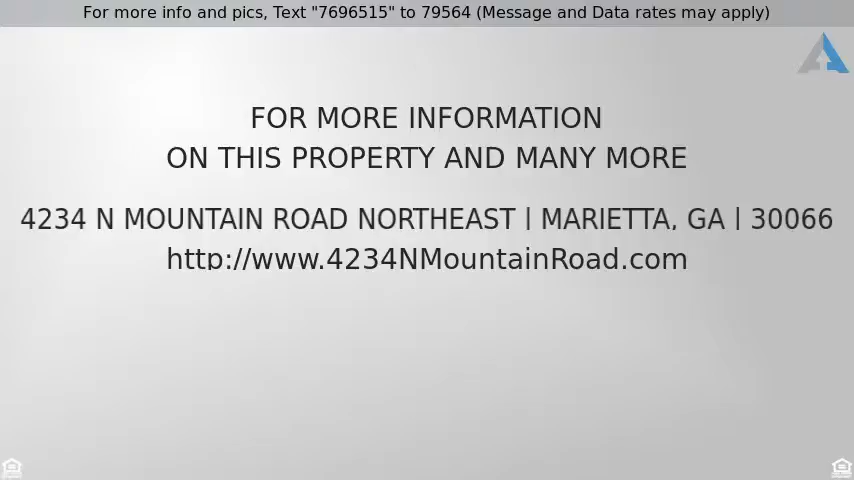 For more info and pics, Text "7696515" to 79564 (Message and Data rates may apply)
FOR MORE INFORMATION
ON THIS PROPERTY AND MANY MORE
4234 N MOUNTAIN ROAD NORTHEAST | MARIETTA, GA | 30066
http://www.4234NMountainRoad.com